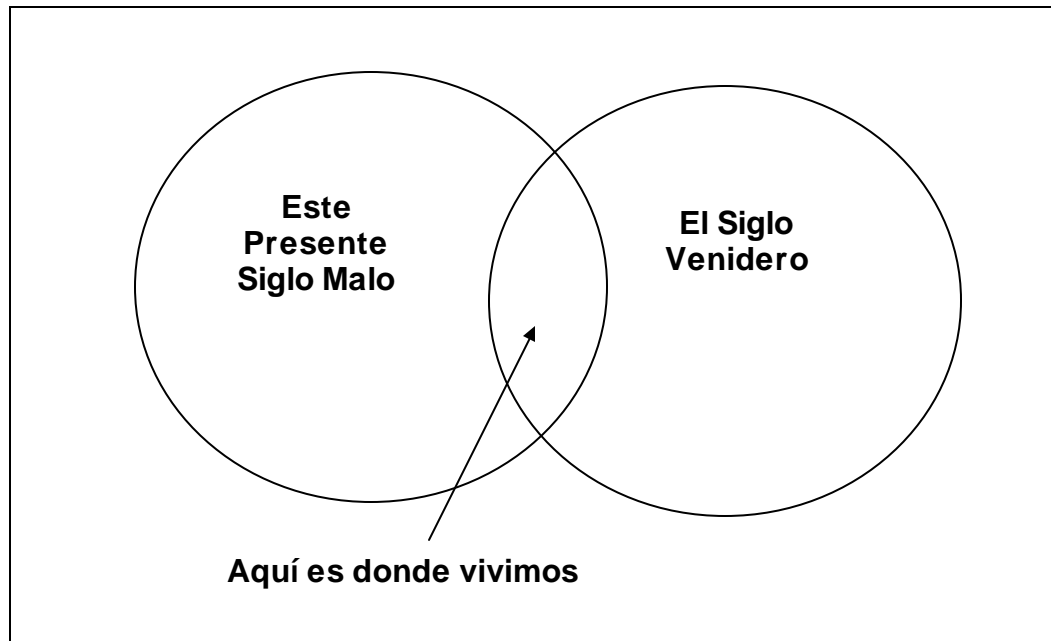 Este
Presente
Siglo Malo
El Siglo
Venidero
Aquí es donde vivimos